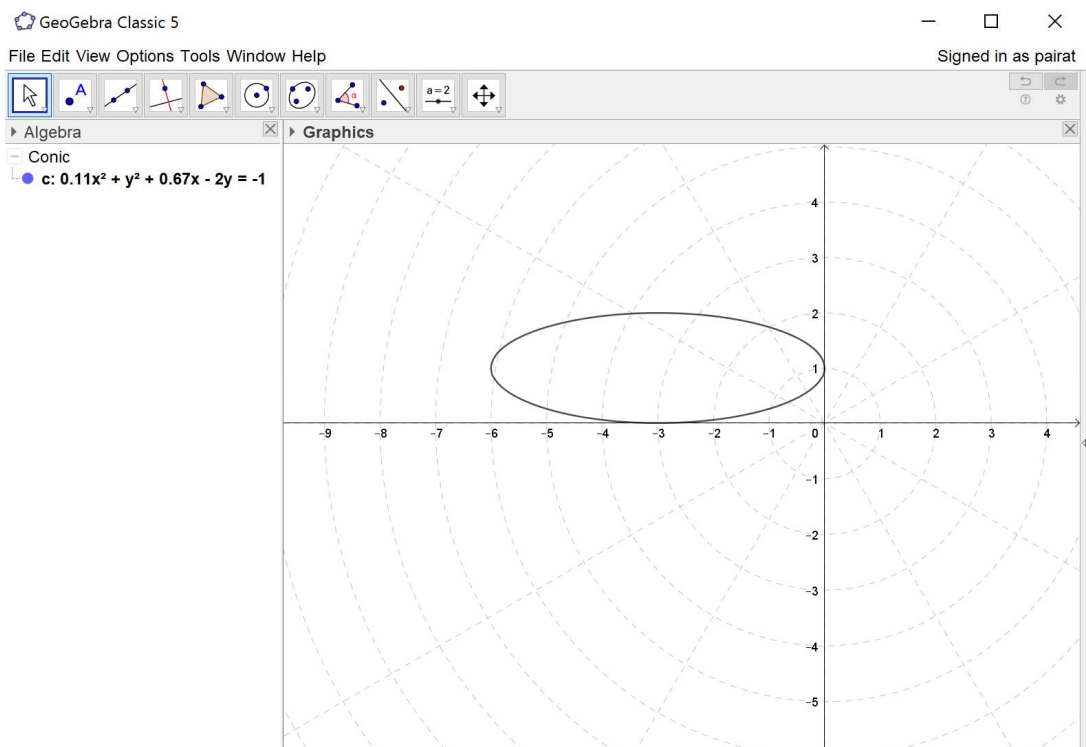 GeoGebra Classic 5
File Edit View Options Tools Window Help
Signed in as pairat
A
α
a = 2
Algebra
Graphics
Conic
c: 0.11x² + y² + 0.67x - 2y = -1
4
3
2
1
-9 -8 -7 -6 -5 -4 -3 -2 -1 0 1 2 3 4
-1
-2
-3
-4
-5